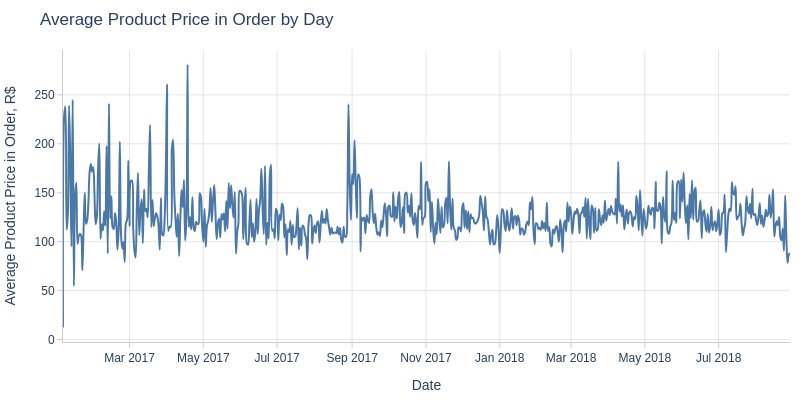 Average Product Price in Order by Day
Average Product Price in Order, R$
250
200
150
100
50
0
Mar 2017 May 2017 Jul 2017 Sep 2017 Nov 2017 Jan 2018 Mar 2018 May 2018 Jul 2018
Date